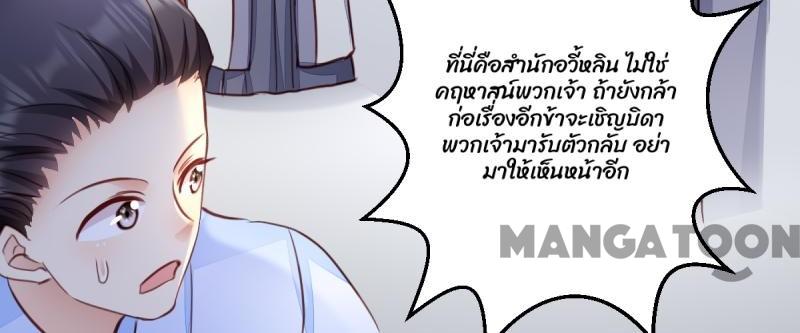 ที่นี่คือสำนักอวี้หลิน ไม่ใช่
คฤหาสน์พวกเจ้า ถ้ายังกล้า
ก่อเรื่องอีกข้าจะเชิญบิดา
พวกเจ้ามารับตัวกลับ อย่า
มาให้เห็นหน้าอีก
MANGATOON